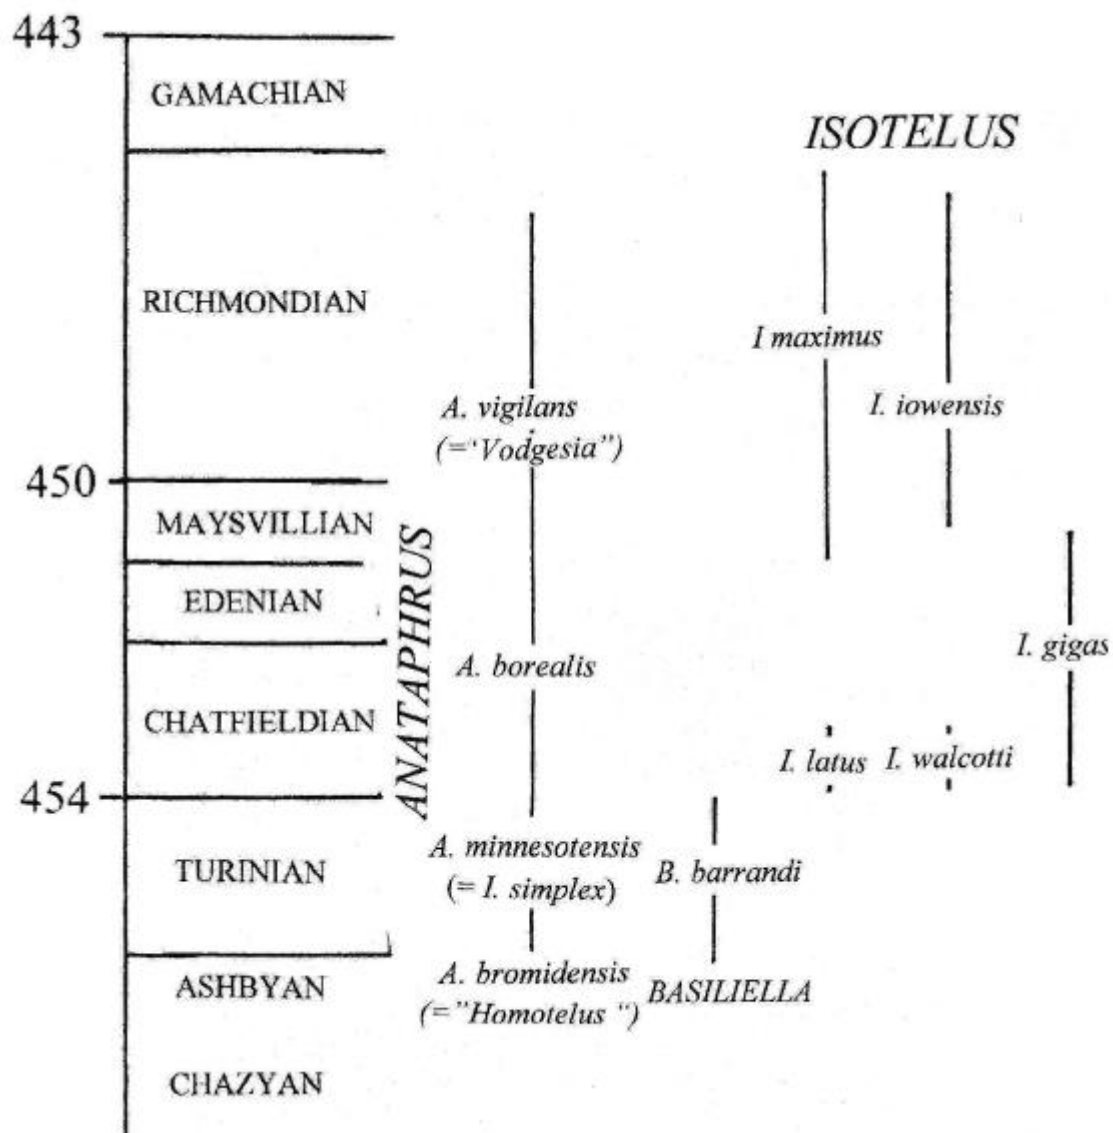 443
GAMACHIAN
ISOTELUS
RICHMONDIAN
I maximus
A. vigilans
(="Vodgesia")
I. iowensis
450
MAYSVILLIAN
ANATAPHRUS
EDENIAN
I. gigas
A. borealis
CHATFIELDIAN
I. latus
I. walcotti
454
A. minnesotensis
(= I. simplex)
B. barrandi
TURINIAN
A. bromidensis
(="Homotelus ")
BASILIELLA
ASHBYAN
CHAZYAN